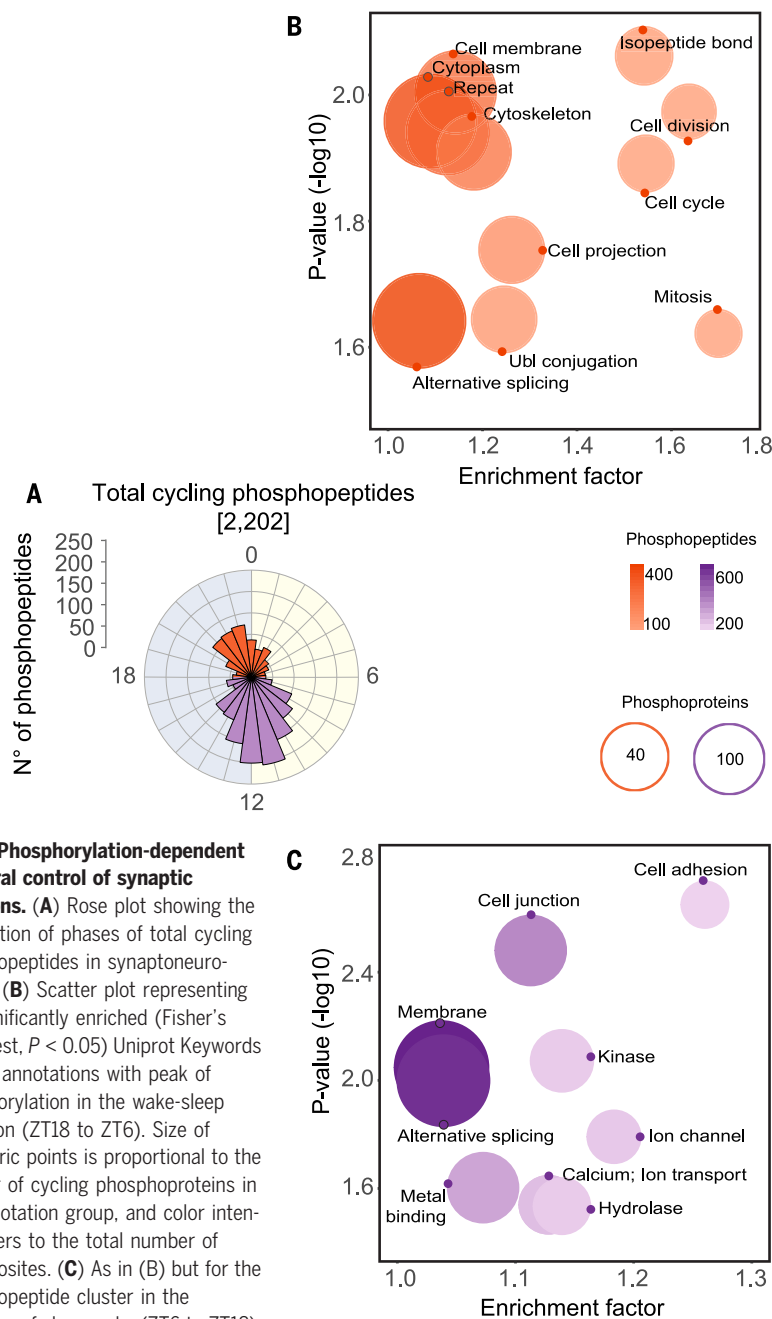 B
P-value (-log10)
2.0
1.8
1.6
Cell membrane
Cytoplasm
Repeat
Cytoskeleton
Isopeptide bond
Cell division
Cell cycle
Cell projection
Mitosis
Ubl conjugation
Alternative splicing
1.0 1.2 1.4 1.6 1.8
Enrichment factor
A
Total cycling phosphopeptides
[2,202]
N° of phosphopeptides
250
200
150
100
50
0
0
18
6
12
Phosphopeptides
400
100
600
200
Phosphoproteins
40
100
Phosphorylation-dependent
ral control of synaptic
ns. (A) Rose plot showing the
tion of phases of total cycling
opeptides in synaptoneuro-
(B) Scatter plot representing
nificantly enriched (Fisher's
est, P < 0.05) Uniprot Keywords
annotations with peak of
orylation in the wake-sleep
on (ZT18 to ZT6). Size of
ric points is proportional to the
r of cycling phosphoproteins in
otation group, and color inten-
ers to the total number of
osites. (C) As in (B) but for the
opeptide cluster in the
C
P-value (-log10)
2.8
2.4
2.0
1.6
Cell adhesion
Cell junction
Membrane
Kinase
Alternative splicing
Ion channel
Calcium; Ion transport
Metal
binding
Hydrolase
1.0 1.1 1.2 1.3
Enrichment factor